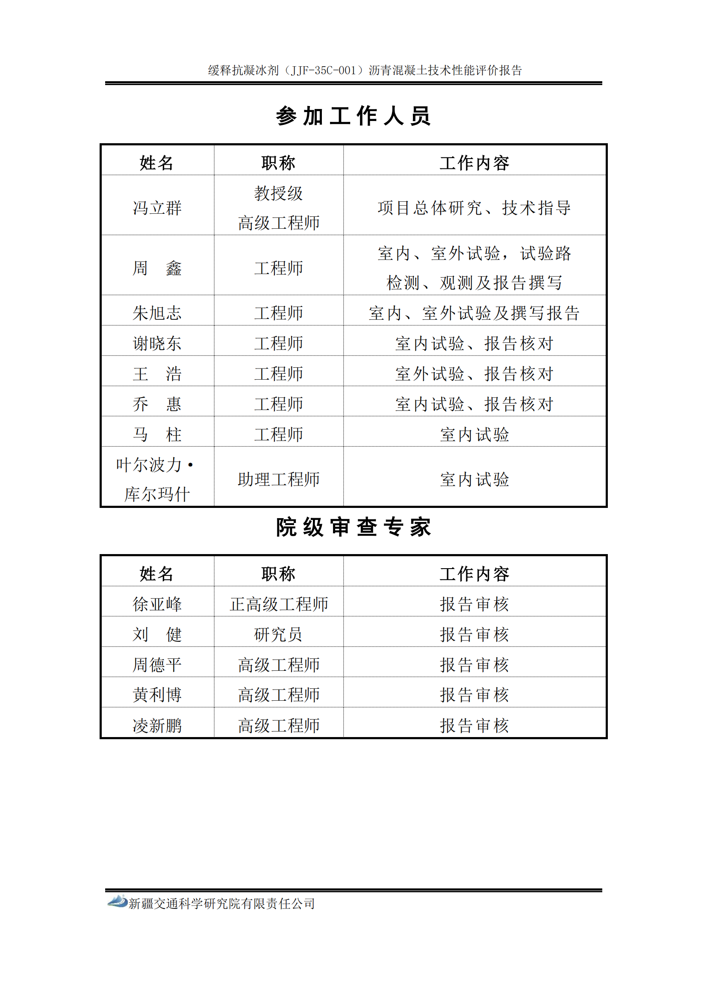 缓释抗凝冰剂（JJF-35C-001）沥青混凝土技术性能评价报告
参加工作人员
姓名 职称 工作内容
冯立群 教授级 高级工程师 项目总体研究、技术指导
周 鑫 工程师 室内、室外试验，试验路 检测、观测及报告撰写
朱旭志 工程师 室内、室外试验及撰写报告
谢晓东 工程师 室内试验、报告核对
王 浩 工程师 室外试验、报告核对
乔 惠 工程师 室内试验、报告核对
马 柱 工程师 室内试验
叶尔波力· 库尔玛什 助理工程师 室内试验
院级审查专家
姓名 职称 工作内容
徐亚峰 正高级工程师 报告审核
刘 健 研究员 报告审核
周德平 高级工程师 报告审核
黄利博 高级工程师 报告审核
凌新鹏 高级工程师 报告审核
新疆交通科学研究院有限责任公司